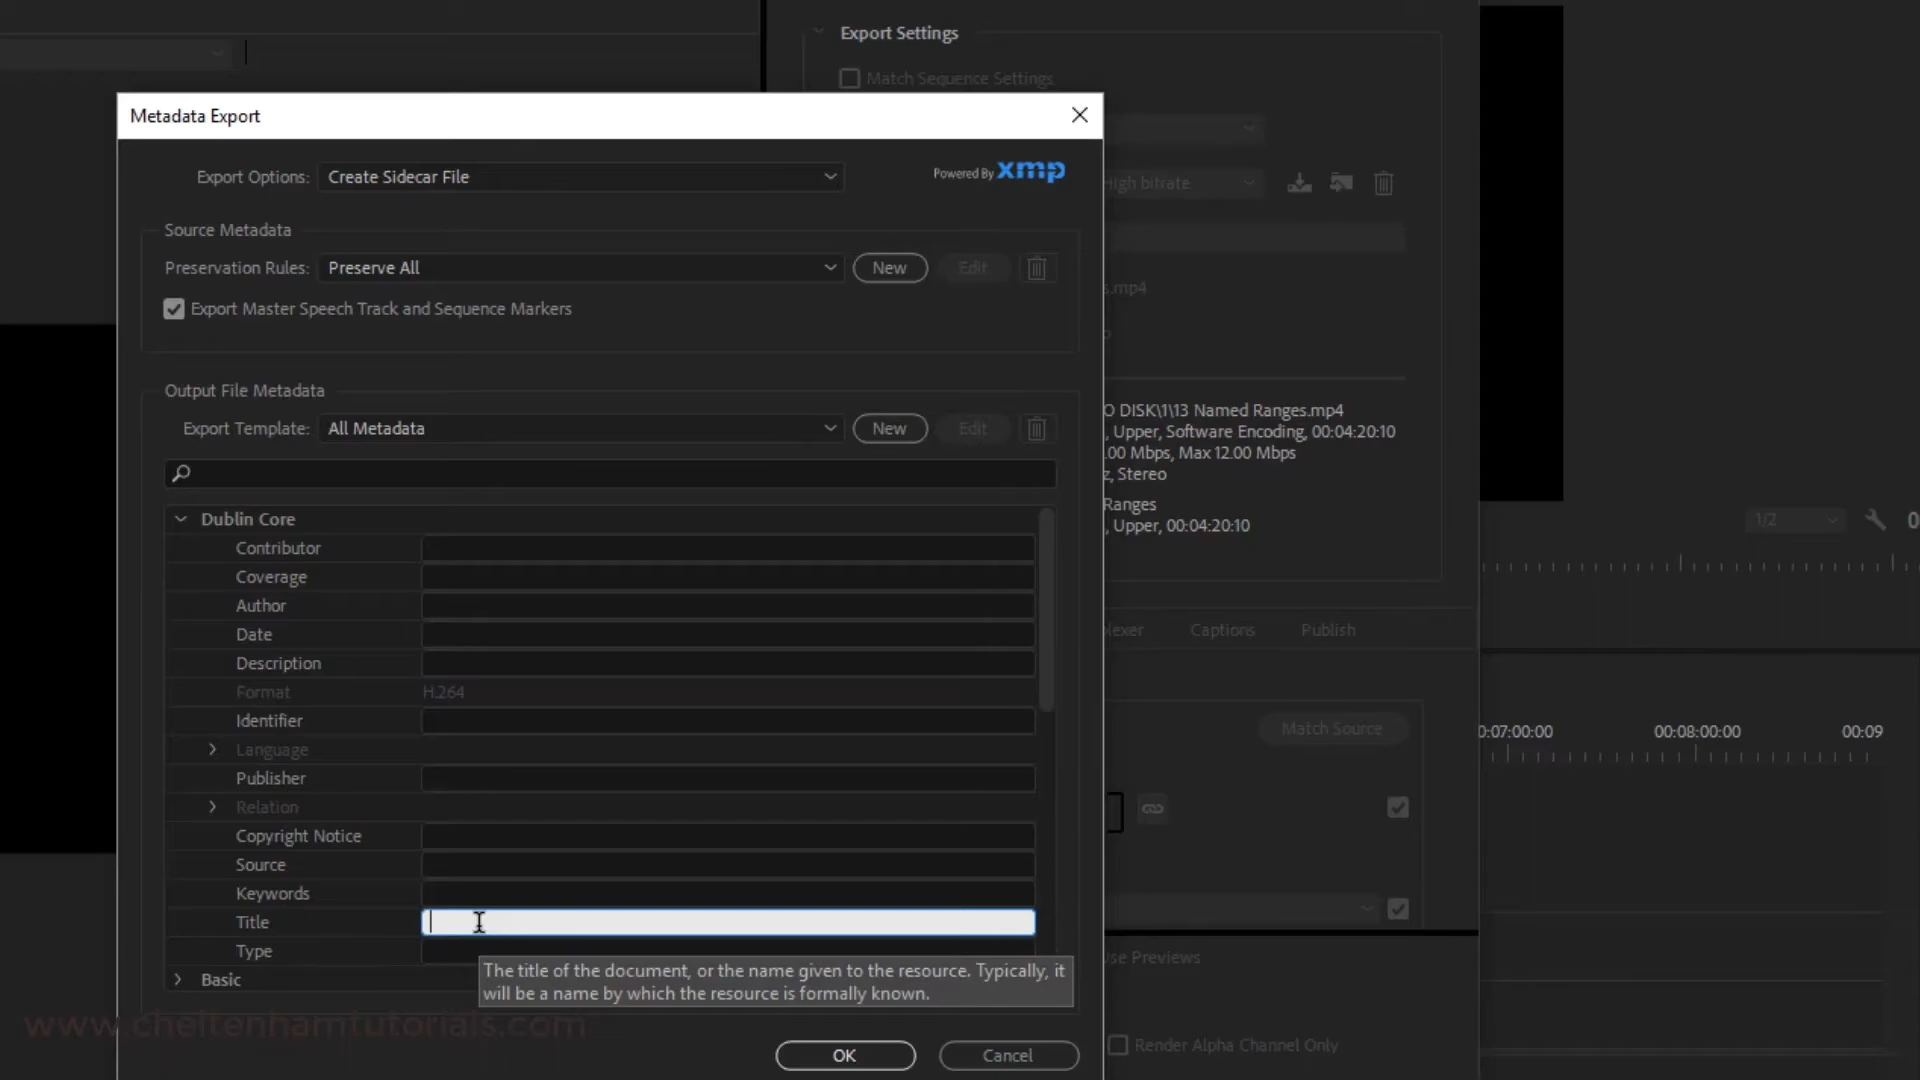 Export Settings
Match Sequence Settings
Metadata Export
Export Options: Create Sidecar File
Powered By xmp
High bitrate
Source Metadata
Preservation Rules: Preserve All
New
Edit
.mp4
Export Master Speech Track and Sequence Markers
Output File Metadata
O DISK\1\13 Named Ranges.mp4
Export Template: All Metadata
New
Edit
, Upper, Software Encoding, 00:04:20:10
.00 Mbps, Max 12.00 Mbps
z, Stereo
Ranges
, Upper, 00:04:20:10
1/2
Dublin Core
Contributor
Coverage
Author
Date
Description
Format H.264
Identifier
Language
Publisher
Relation
Copyright Notice
Source
Keywords
Title
Type
Basic
The title of the document, or the name given to the resource. Typically, it
will be a name by which the resource is formally known.
lexer
Captions
Publish
Match Source
0:07:00:00
00:08:00:00
00:09
Use Previews
Render Alpha Channel Only
www.cheltenhamtutorials.com
OK
Cancel